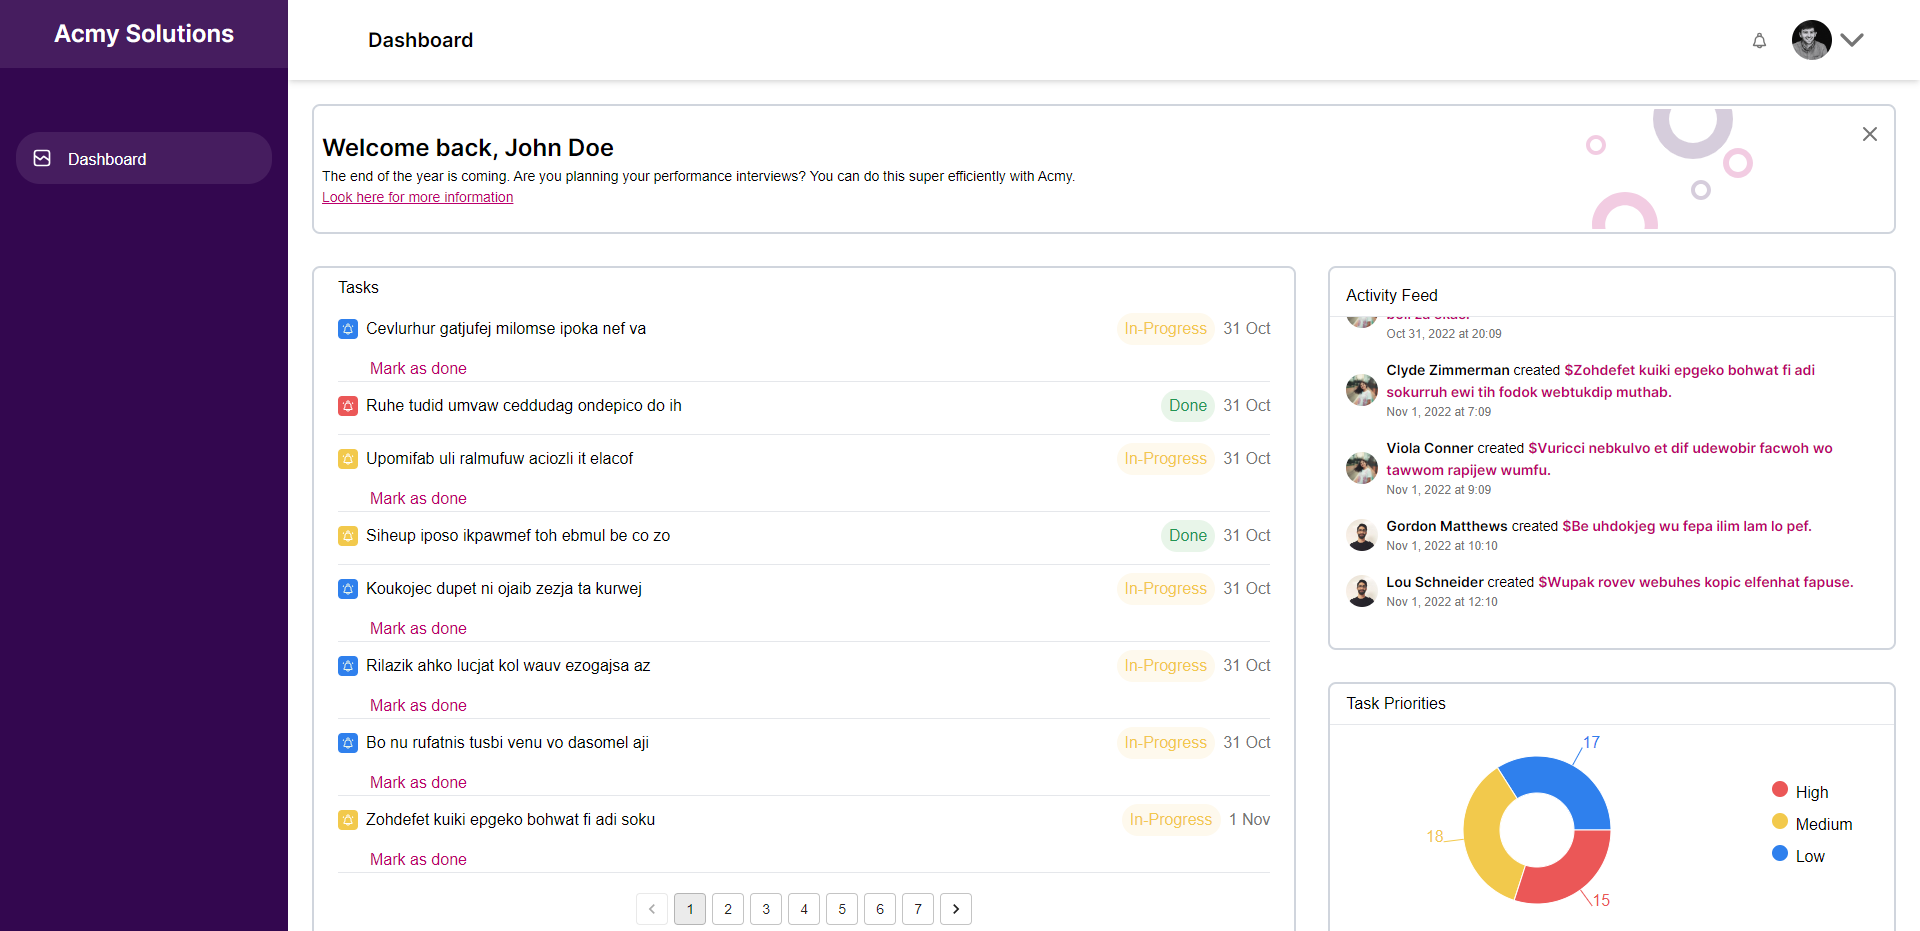 Acmy Solutions
Dashboard
Dashboard
Welcome back, John Doe
The end of the year is coming. Are you planning your performance interviews? You can do this super efficiently with Acmy.
Look here for more information
Tasks
Cevlurhur gatjufej milomse ipoka nef va In-Progress 31 Oct
Mark as done
Ruhe tudid umvaw ceddudag ondepico do ih Done 31 Oct
Upomifab uli ralmufuw aciozli it elacof In-Progress 31 Oct
Mark as done
Siheup iposo ikpawmef toh ebmul be co zo Done 31 Oct
Koukojec dupet ni ojaib zezja ta kurwej In-Progress 31 Oct
Mark as done
Rilazik ahko lucjat kol wauv ezogajsa az In-Progress 31 Oct
Mark as done
Bo nu rufatnis tusbi venu vo dasomel aji In-Progress 31 Oct
Mark as done
Zohdefet kuiki epgeko bohwat fi adi soku In-Progress 1 Nov
Mark as done
1 2 3 4 5 6 7
Activity Feed
Oct 31, 2022 at 20:09
Clyde Zimmerman created $Zohdefet kuiki epgeko bohwat fi adi
sokurruh ewi tih fodok webtukdip muthab.
Nov 1, 2022 at 7:09
Viola Conner created $Vuricci nebkulvo et dif udewobir facwoh wo
tawwom rapijew wumfu.
Nov 1, 2022 at 9:09
Gordon Matthews created $Be uhdokjeg wu fepa ilim lam lo pef.
Nov 1, 2022 at 10:10
Lou Schneider created $Wupak rovev webuhes kopic elfenhat fapuse.
Nov 1, 2022 at 12:10
Task Priorities
17
18
15
High
Medium
Low